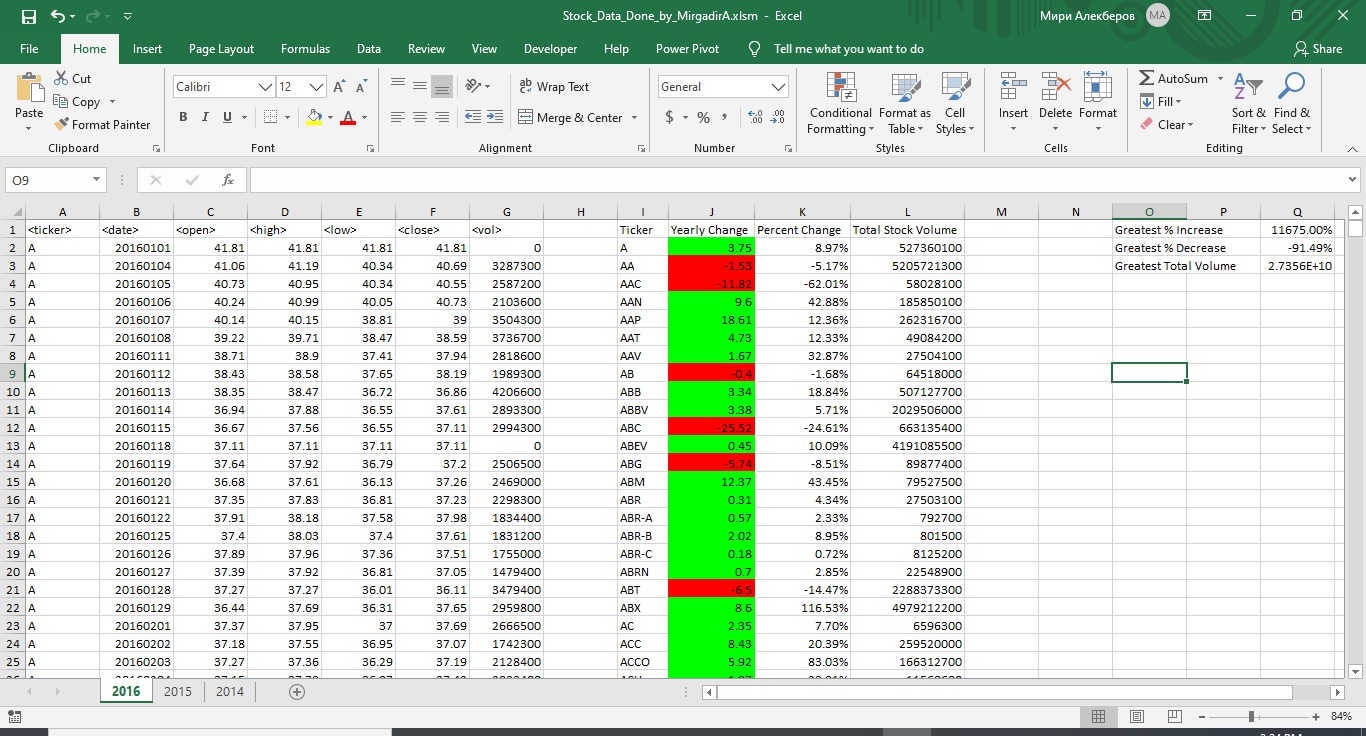 Stock_Data_Done_by_MirgadirA.xlsm - Excel
Мири Алекберов MA
File Home Insert Page Layout Formulas Data Review View Developer Help Power Pivot Tell me what you want to do Share
Paste Cut Copy Format Painter
Clipboard
Calibri 12
B I U A
Font
Wrap Text
Merge & Center
Alignment
General
$ % ,
Number
Conditional Formatting Format as Table Cell Styles
Styles
Insert Delete Format
Cells
AutoSum
Fill
Clear
Sort & Filter Find & Select
Editing
O9 fx
A B C D E F G H I J K L M N O P Q
1 <ticker> <date> <open> <high> <low> <close> <vol> Ticker Yearly Change Percent Change Total Stock Volume Greatest % Increase 11675.00%
2 A 20160101 41.81 41.81 41.81 41.81 0 A 3.75 8.97% 527360100 Greatest % Decrease -91.49%
3 A 20160104 41.06 41.19 40.34 40.69 3287300 AA -1.53 -5.17% 5205721300 Greatest Total Volume 2.7356E+10
4 A 20160105 40.73 40.95 40.34 40.55 2587200 AAC -11.82 -62.01% 58028100
5 A 20160106 40.24 40.99 40.05 40.73 2103600 AAN 9.6 42.88% 185850100
6 A 20160107 40.14 40.15 38.81 39 3504300 AAP 18.61 12.36% 262316700
7 A 20160108 39.22 39.71 38.47 38.59 3736700 AAT 4.73 12.33% 49084200
8 A 20160111 38.71 38.9 37.41 37.94 2818600 AAV 1.67 32.87% 27504100
9 A 20160112 38.43 38.58 37.65 38.19 1989300 AB -0.4 -1.68% 64518000
10 A 20160113 38.35 38.47 36.72 36.86 4206600 ABB 3.34 18.84% 507127700
11 A 20160114 36.94 37.88 36.55 37.61 2893300 ABBV 3.38 5.71% 2029506000
12 A 20160115 36.67 37.56 36.55 37.11 2994300 ABC -25.52 -24.61% 663135400
13 A 20160118 37.11 37.11 37.11 37.11 0 ABEV 0.45 10.09% 4191085500
14 A 20160119 37.64 37.92 36.79 37.2 2506500 ABG -5.74 -8.51% 89877400
15 A 20160120 36.68 37.61 36.13 37.26 2469000 ABM 12.37 43.45% 79527500
16 A 20160121 37.35 37.83 36.81 37.23 2298300 ABR 0.31 4.34% 27503100
17 A 20160122 37.91 38.18 37.58 37.98 1834400 ABR-A 0.57 2.33% 792700
18 A 20160125 37.4 38.03 37.4 37.61 1831200 ABR-B 2.02 8.95% 801500
19 A 20160126 37.89 37.96 37.36 37.51 1755000 ABR-C 0.18 0.72% 8125200
20 A 20160127 37.39 37.92 36.81 37.05 1479400 ABRN 0.7 2.85% 22548900
21 A 20160128 37.27 37.27 36.01 36.11 3479400 ABT -6.5 -14.47% 2288373300
22 A 20160129 36.44 37.69 36.31 37.65 2959800 ABX 8.6 116.53% 4979212200
23 A 20160201 37.37 37.95 37 37.69 2666500 AC 2.35 7.70% 6596300
24 A 20160202 37.18 37.55 36.95 37.07 1742300 ACC 8.43 20.39% 259520000
25 A 20160203 37.27 37.36 36.29 37.19 2128400 ACCO 5.92 83.03% 166312700
2016 2015 2014
84%